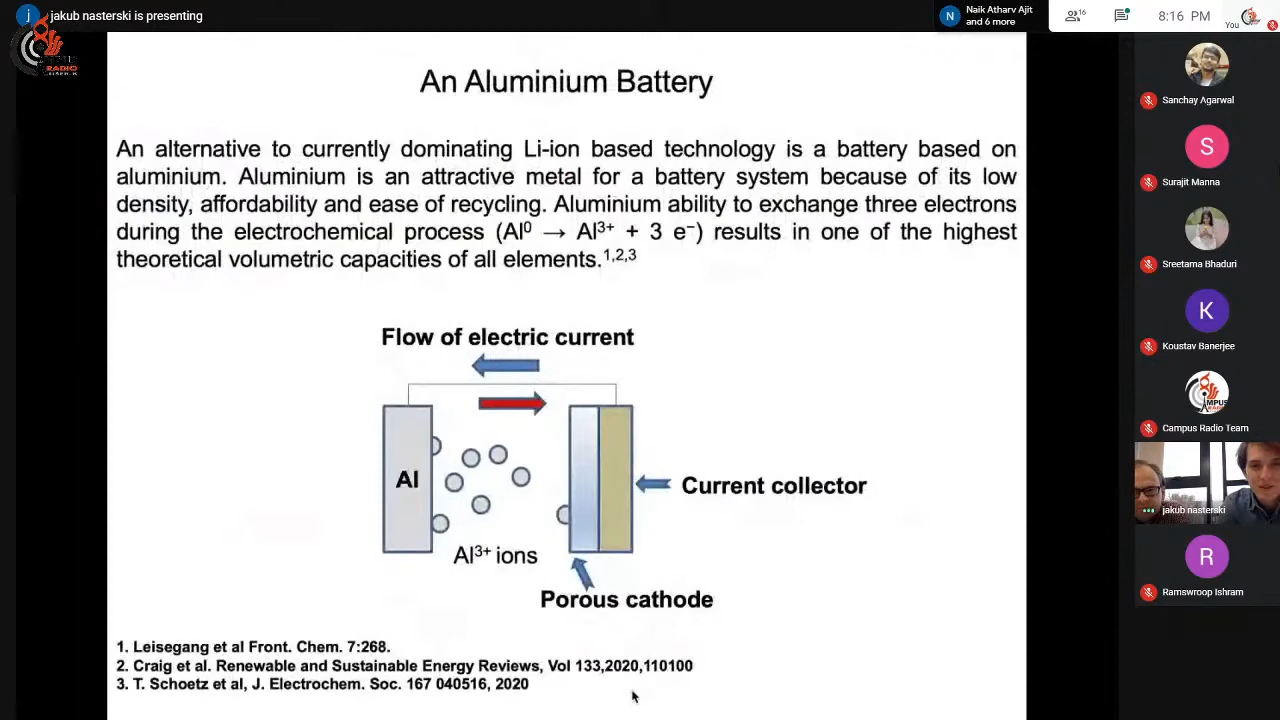 jakub nasterski is presenting
Naik Atharv Ajit
and 6 more
16
8:16 PM
You
RADIO
An Aluminium Battery
An alternative to currently dominating Li-ion based technology is a battery based on
aluminium. Aluminium is an attractive metal for a battery system because of its low
density, affordability and ease of recycling. Aluminium ability to exchange three electrons
during the electrochemical process (Al⁰ → Al³⁺ + 3 e⁻) results in one of the highest
theoretical volumetric capacities of all elements.¹,²,³
Flow of electric current
Al
Al³⁺ ions
Current collector
Porous cathode
1. Leisegang et al Front. Chem. 7:268.
2. Craig et al. Renewable and Sustainable Energy Reviews, Vol 133,2020,110100
3. T. Schoetz et al, J. Electrochem. Soc. 167 040516, 2020
Sanchay Agarwal
S
Surajit Manna
Sreetama Bhaduri
K
Koustav Banerjee
Campus Radio Team
jakub nasterski
R
Ramswroop Ishram